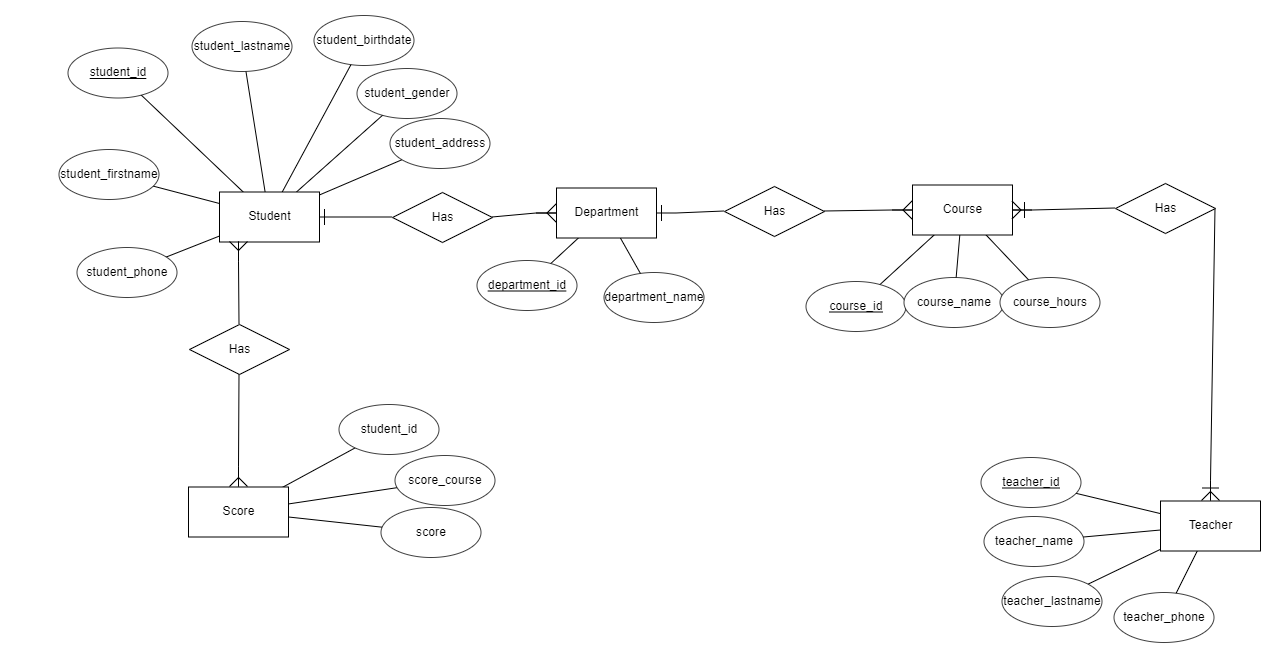 student_lastname
student_birthdate
student_id
student_gender
student_address
student_firstname
Student
Has
Department
Has
Course
Has
student_phone
department_id
department_name
course_id
course_name
course_hours
Has
student_id
score_course
Score
score
teacher_id
Teacher
teacher_name
teacher_lastname
teacher_phone